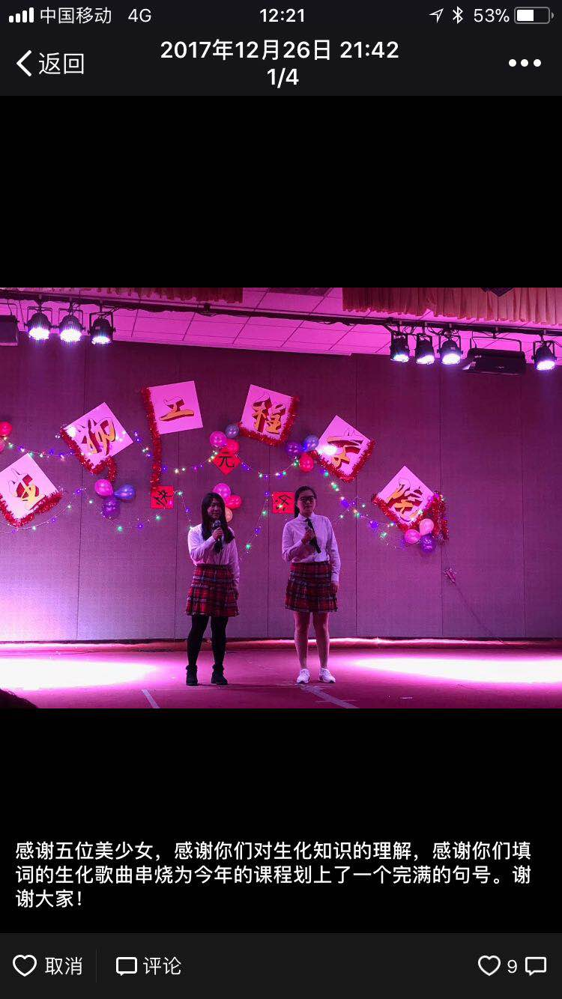 中国移动 4G 12:21 53%
返回 2017年12月26日 21:42
1/4
生物工程学院
元
感谢五位美少女，感谢你们对生化知识的理解，感谢你们填
词的生化歌曲串烧为今年的课程划上了一个完满的句号。谢
谢大家！
取消 评论 9